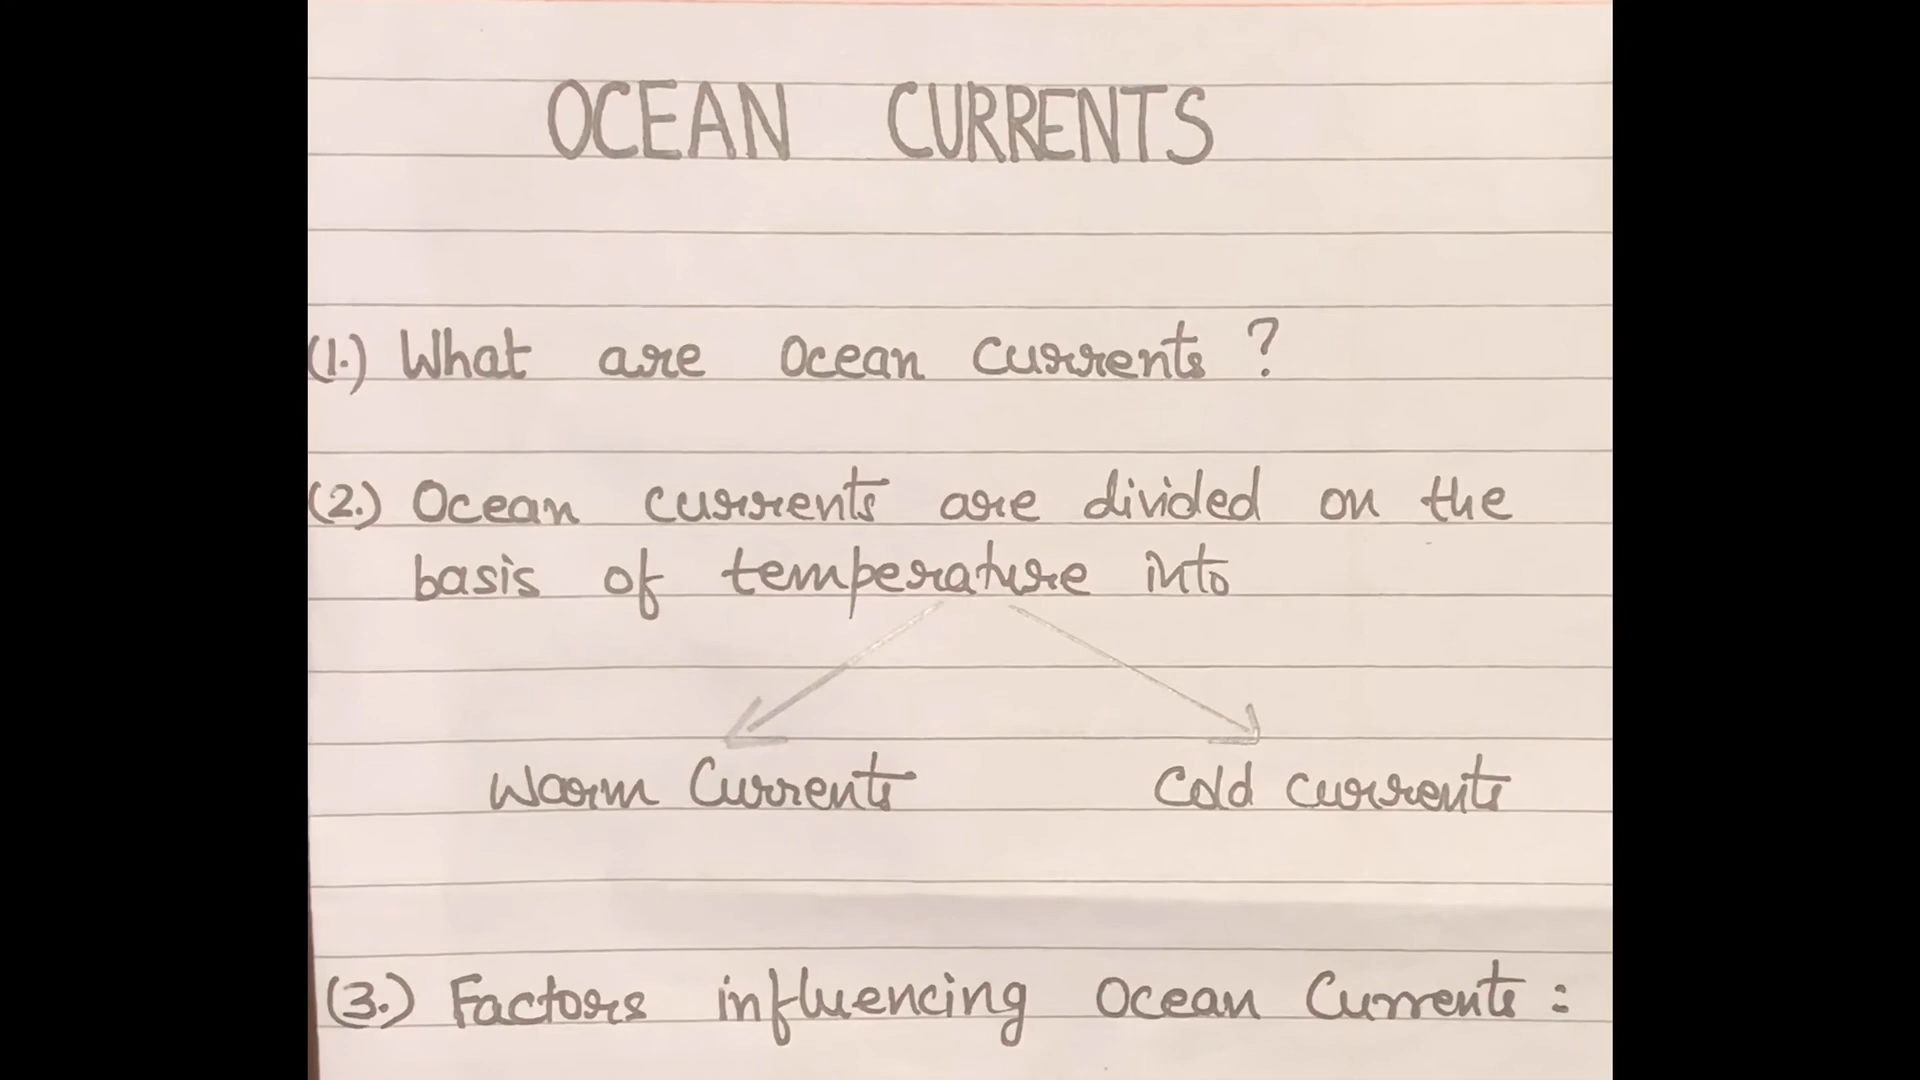 OCEAN CURRENTS
(1.) What are Ocean currents ?
(2.) Ocean currents are divided on the
basis of temperature into
Warm Currents Cold currents
(3.) Factors influencing Ocean Currents :